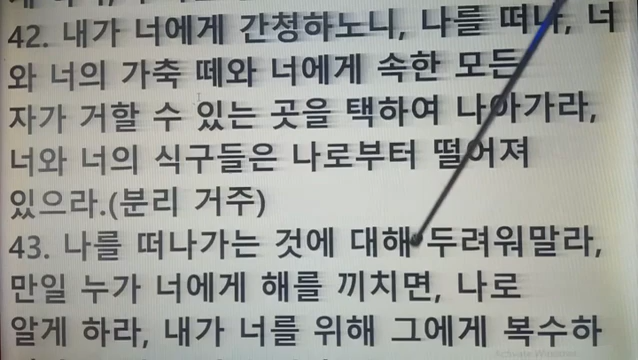 42. 내가 너에게 간청하노니, 나를 떠나, 너
와 너의 가축 떼와 너에게 속한 모든
자가 거할 수 있는 곳을 택하여 나아가라,
너와 너의 식구들은 나로부터 떨어져
있으라.(분리 거주)
43. 나를 떠나가는 것에 대해 두려워말라,
만일 누가 너에게 해를 끼치면, 나로
알게 하라, 내가 너를 위해 그에게 복수하